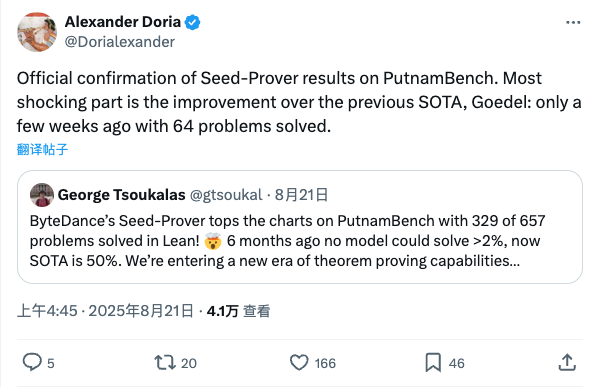 Alexander Doria
@Dorialexander
Official confirmation of Seed-Prover results on PutnamBench. Most
shocking part is the improvement over the previous SOTA, Goedel: only a
few weeks ago with 64 problems solved.
翻译帖子
George Tsoukalas @gtsoukal · 8月21日
ByteDance’s Seed-Prover tops the charts on PutnamBench with 329 of 657
problems solved in Lean! 🤯 6 months ago no model could solve >2%, now
SOTA is 50%. We’re entering a new era of theorem proving capabilities...
上午4:45 · 2025年8月21日 · 4.1万 查看
5 20 166 46